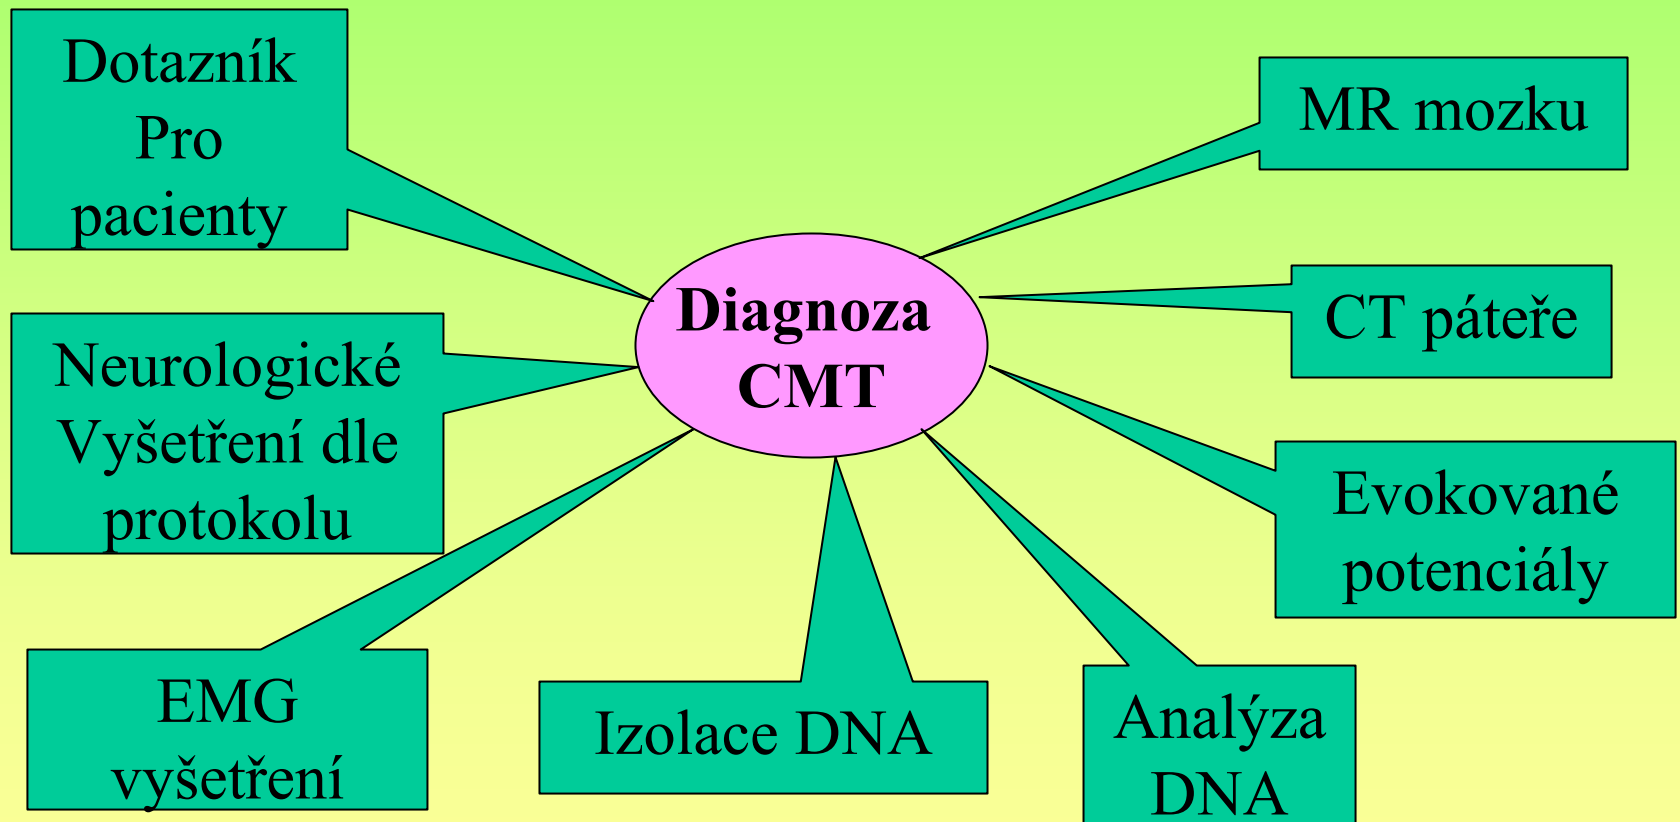 Dotazník
Pro
pacienty
MR mozku
Diagnoza
CMT
CT páteře
Neurologické
Vyšetření dle
protokolu
Evokované
potenciály
EMG
vyšetření
Izolace DNA
Analýza
DNA